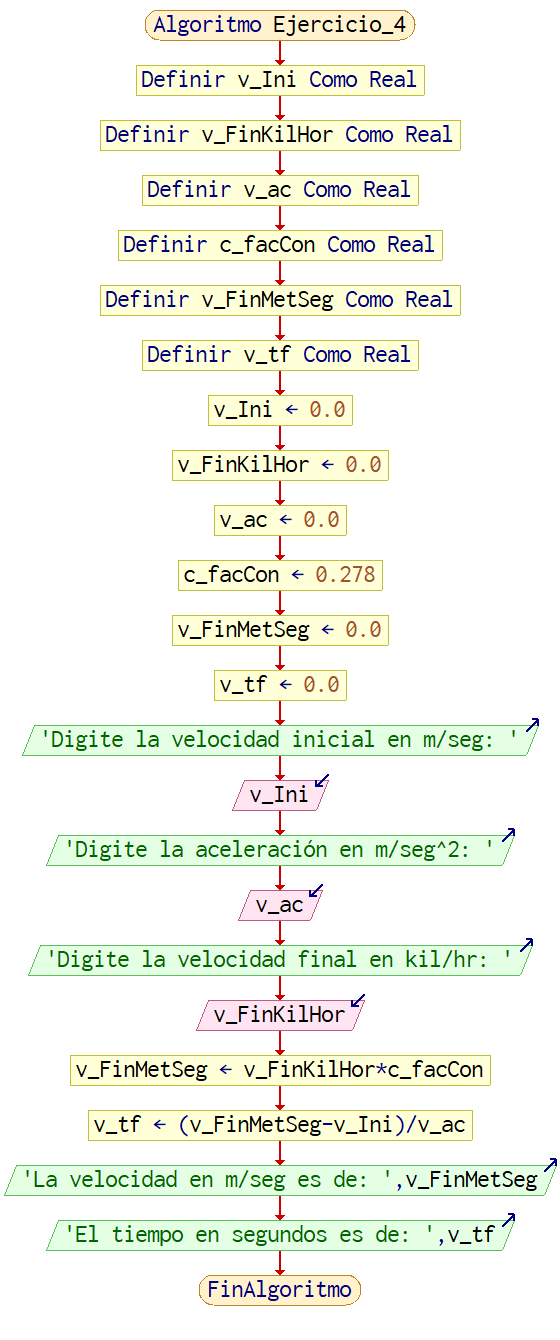 Algoritmo Ejercicio_4
Definir v_Ini Como Real
Definir v_FinKilHor Como Real
Definir v_ac Como Real
Definir c_facCon Como Real
Definir v_FinMetSeg Como Real
Definir v_tf Como Real
v_Ini ← 0.0
v_FinKilHor ← 0.0
v_ac ← 0.0
c_facCon ← 0.278
v_FinMetSeg ← 0.0
v_tf ← 0.0
'Digite la velocidad inicial en m/seg: '
v_Ini
'Digite la aceleración en m/seg^2: '
v_ac
'Digite la velocidad final en kil/hr: '
v_FinKilHor
v_FinMetSeg ← v_FinKilHor*c_facCon
v_tf ← (v_FinMetSeg-v_Ini)/v_ac
'La velocidad en m/seg es de: ',v_FinMetSeg
'El tiempo en segundos es de: ',v_tf
FinAlgoritmo